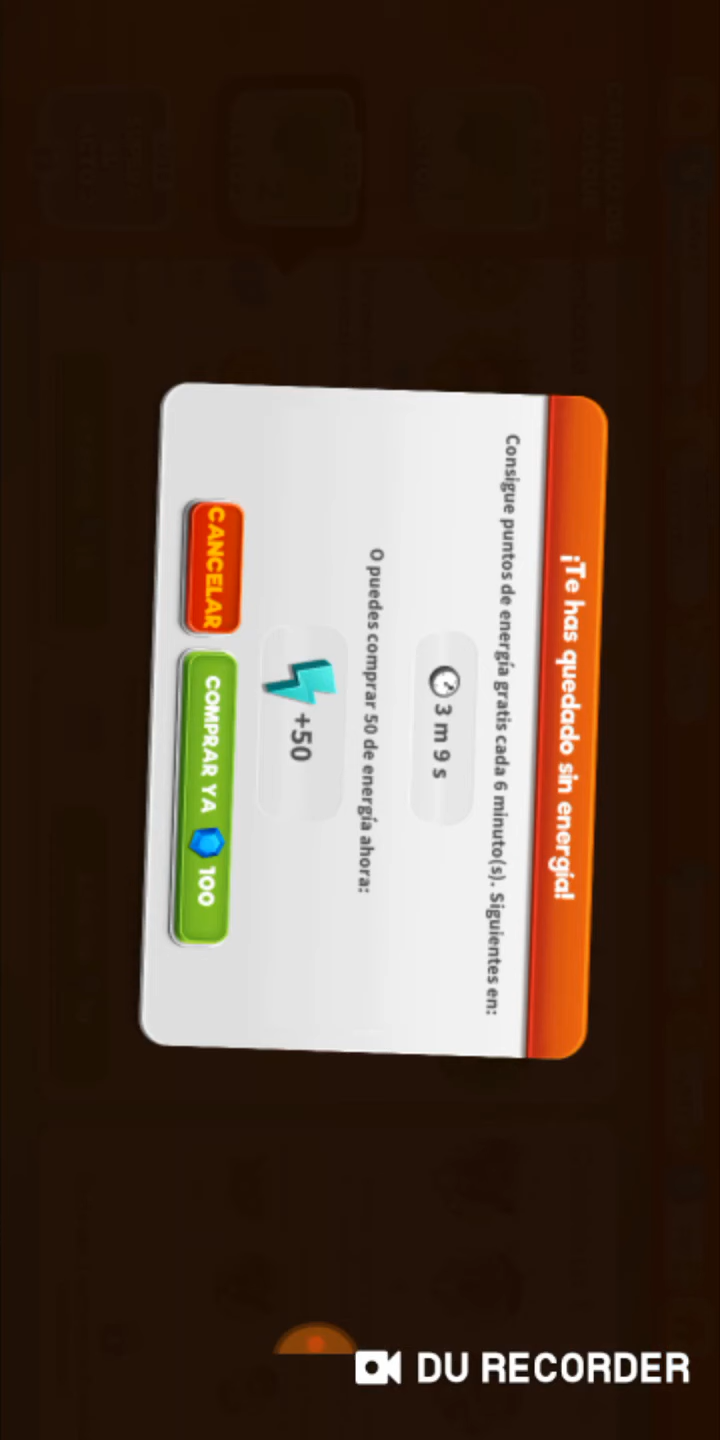 ¡Te has quedado sin energía!
Consigue puntos de energía gratis cada 6 minuto(s). Siguientes en:
3 m 9 s
O puedes comprar 50 de energía ahora:
+50
CANCELAR
COMPRAR YA 100
DU RECORDER